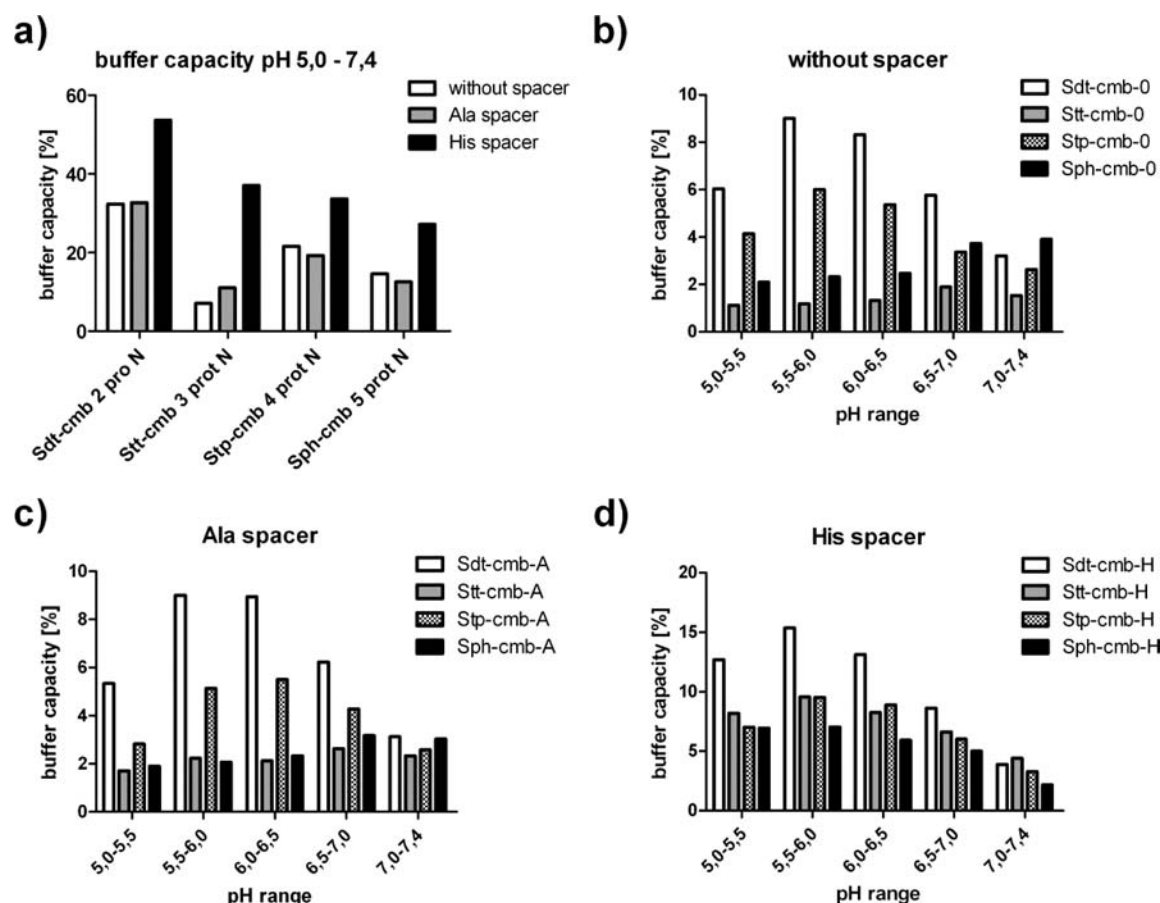 a)
buffer capacity pH 5,0 - 7,4
without spacer
Ala spacer
His spacer
buffer capacity [%]
60
40
20
0
Sdt-cmb 2 pro N
Stt-cmb 3 prot N
Stp-cmb 4 prot N
Sph-cmb 5 prot N
b)
without spacer
Sdt-cmb-0
Stt-cmb-0
Stp-cmb-0
Sph-cmb-0
buffer capacity [%]
10
8
6
4
2
0
5,0-5,5
5,5-6,0
6,0-6,5
6,5-7,0
7,0-7,4
pH range
c)
Ala spacer
Sdt-cmb-A
Stt-cmb-A
Stp-cmb-A
Sph-cmb-A
buffer capacity [%]
10
8
6
4
2
0
5,0-5,5
5,5-6,0
6,0-6,5
6,5-7,0
7,0-7,4
pH range
d)
His spacer
Sdt-cmb-H
Stt-cmb-H
Stp-cmb-H
Sph-cmb-H
buffer capacity [%]
20
15
10
5
0
5,0-5,5
5,5-6,0
6,0-6,5
6,5-7,0
7,0-7,4
pH range